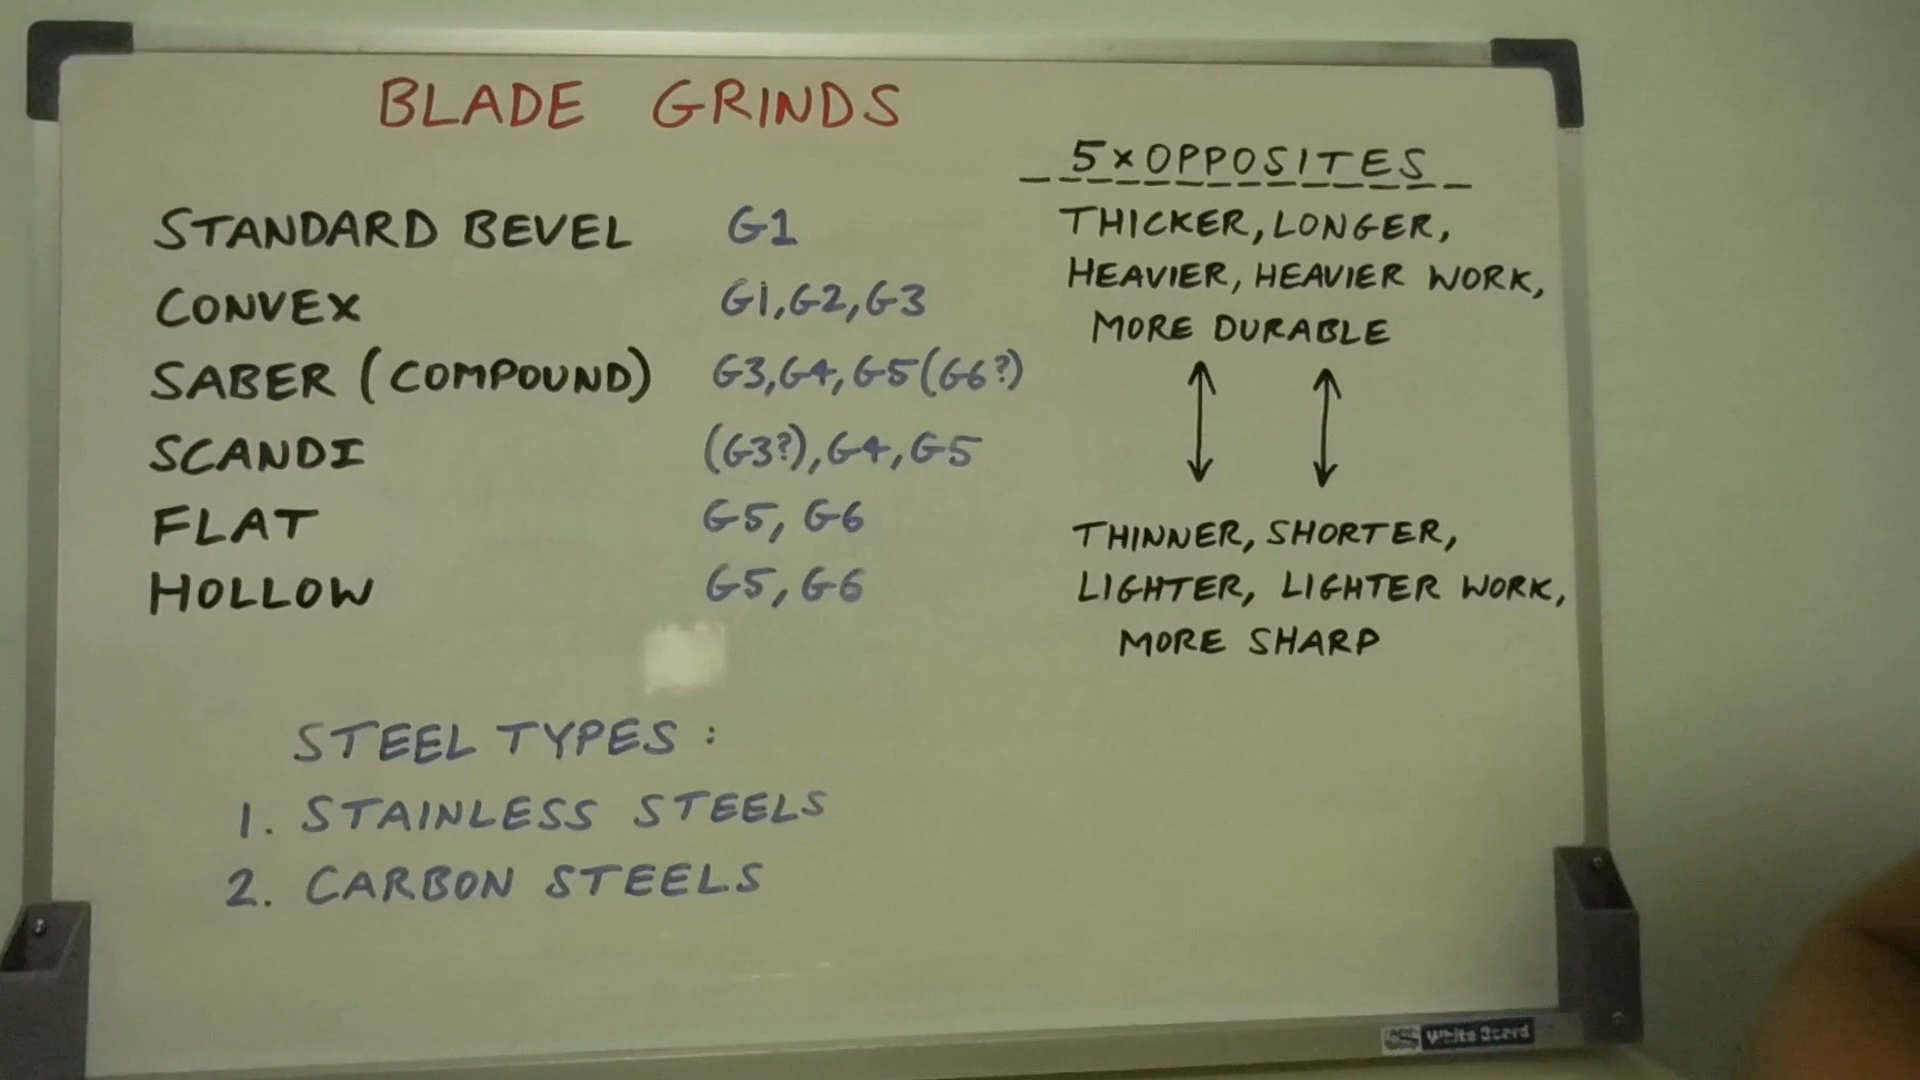 BLADE GRINDS
STANDARD BEVEL G1
CONVEX G1, G2, G3
SABER (COMPOUND) G3, G4, G5 (G6?)
SCANDI (G3?), G4, G5
FLAT G5, G6
HOLLOW G5, G6
5 x OPPOSITES
THICKER, LONGER,
HEAVIER, HEAVIER WORK,
MORE DURABLE
THINNER, SHORTER,
LIGHTER, LIGHTER WORK,
MORE SHARP
STEEL TYPES :
1. STAINLESS STEELS
2. CARBON STEELS
White Board